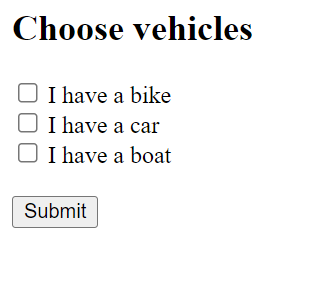 Choose vehicles
I have a bike
I have a car
I have a boat
Submit